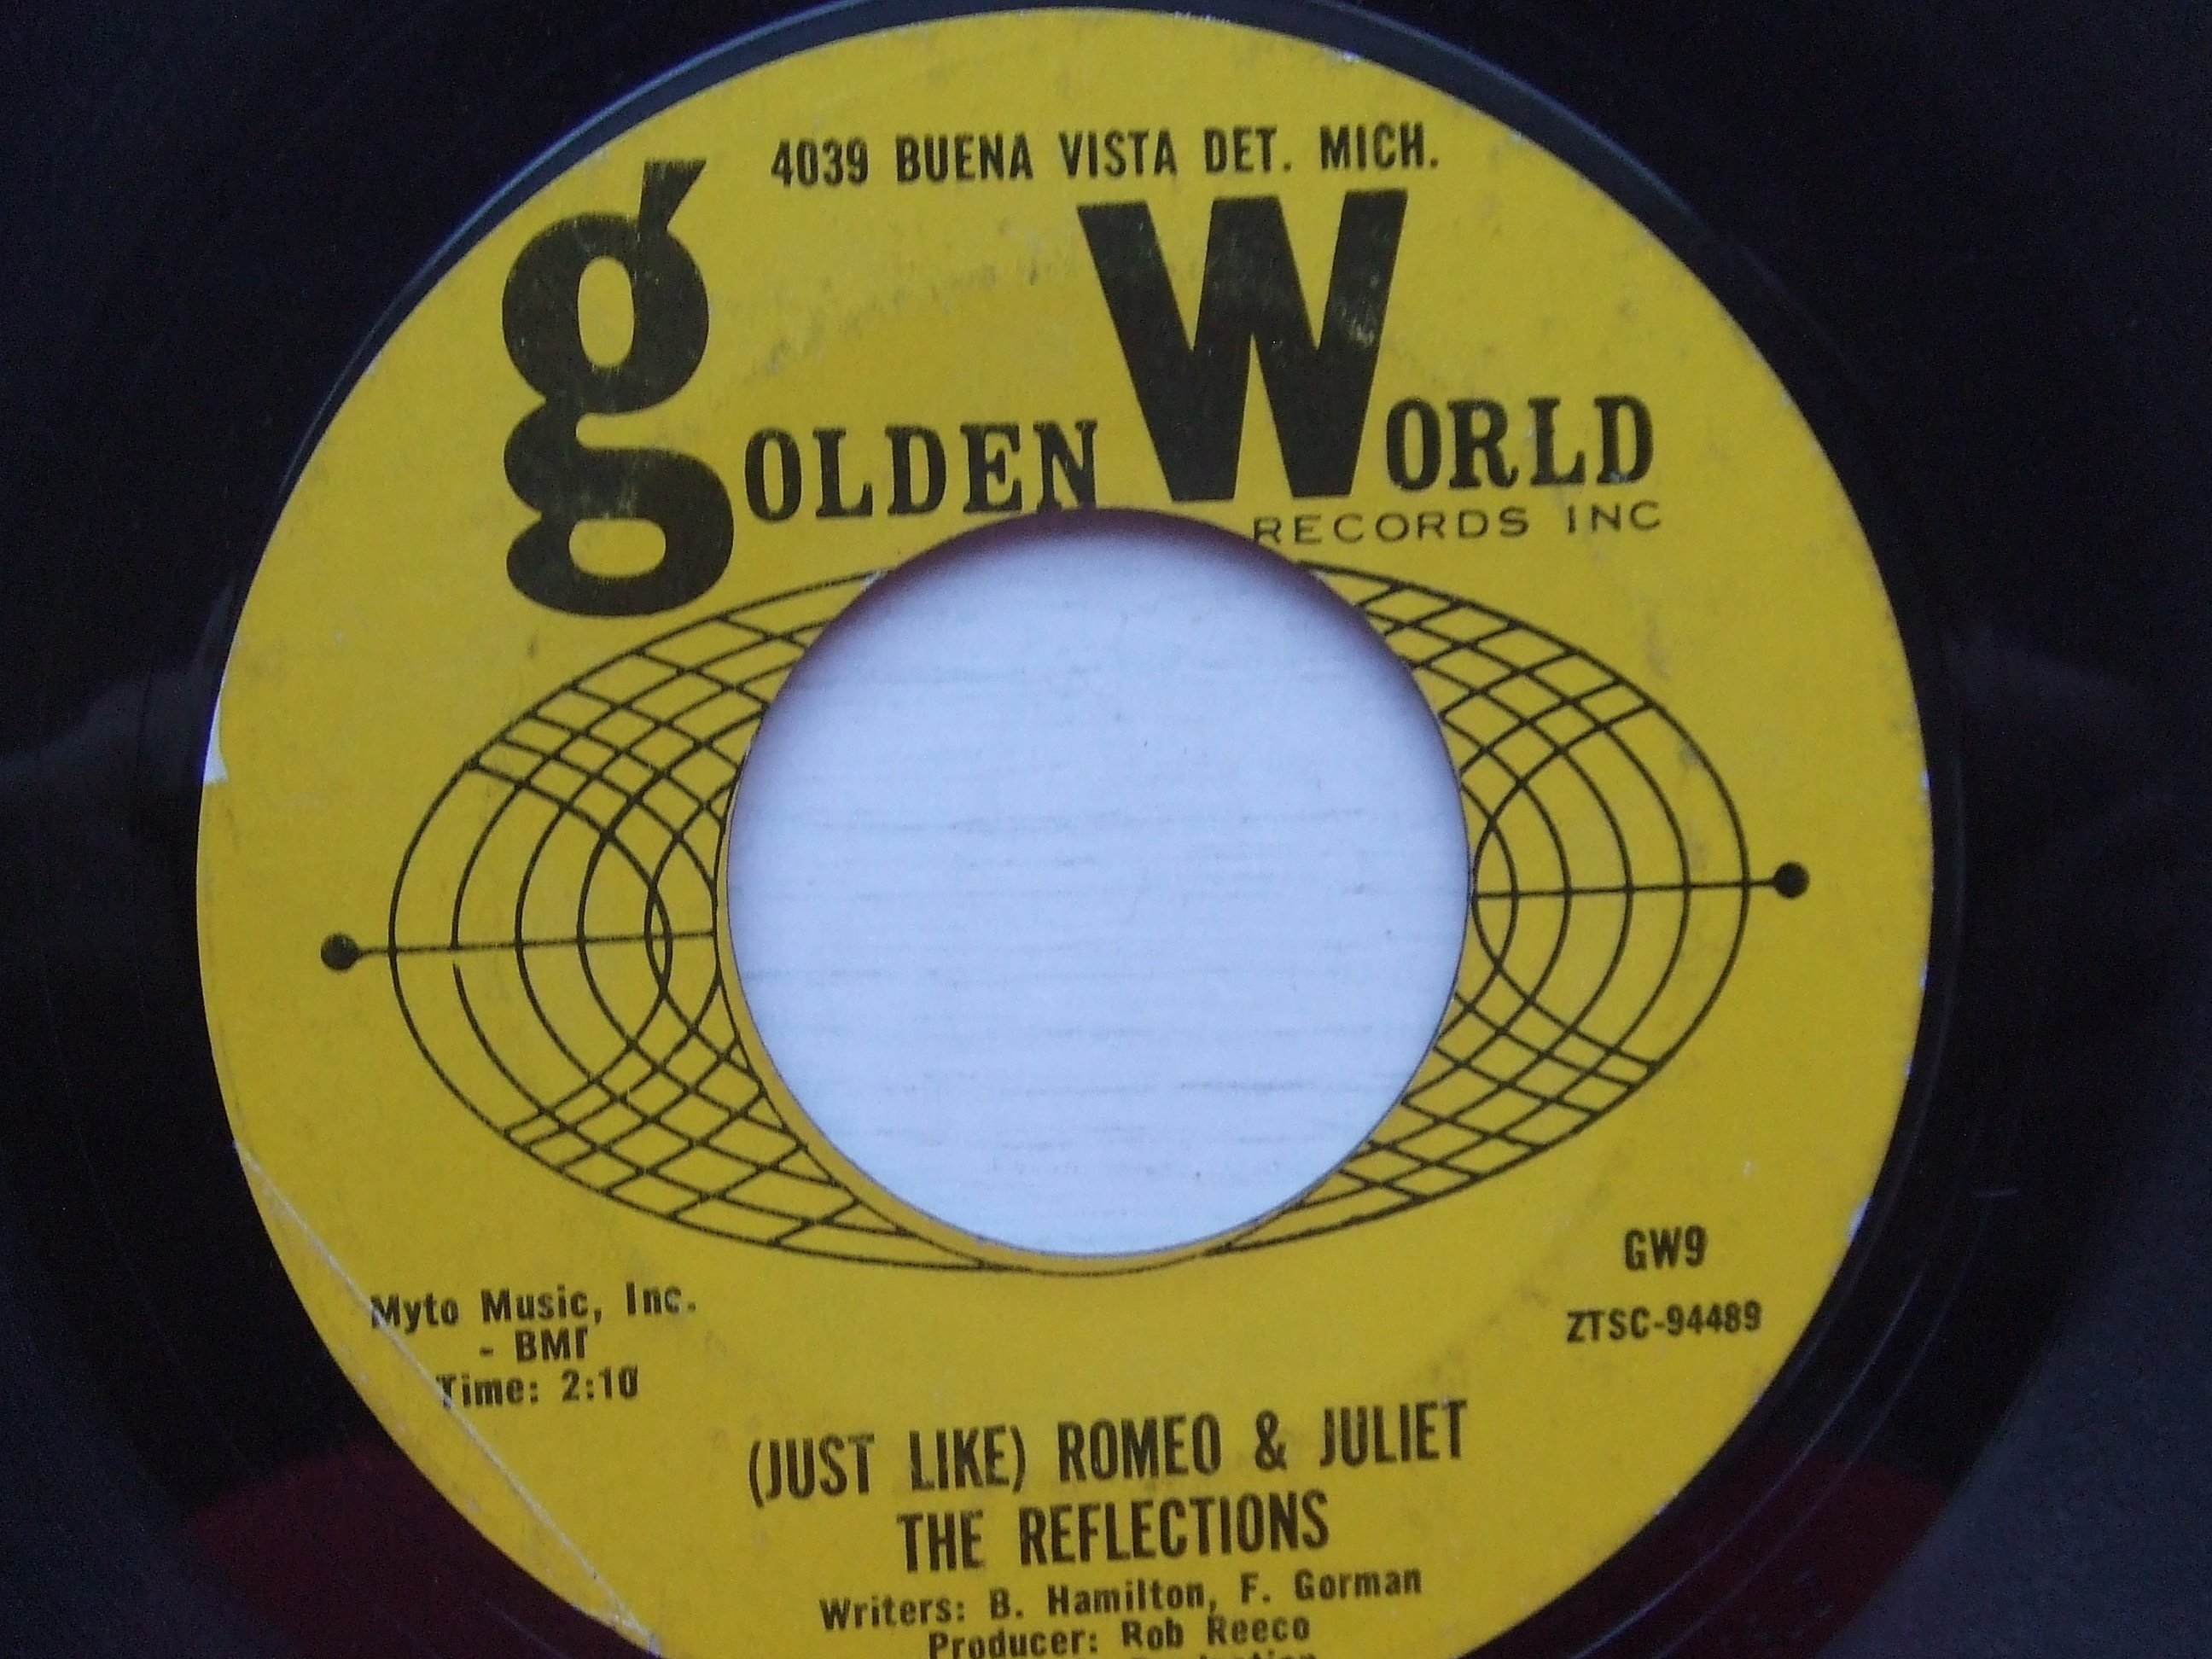 4039 BUENA VISTA DET. MICH.
gOLDEN WORLD
RECORDS INC
GW9
ZTSC-94489
Myto Music, Inc.
- BMI
Time: 2:10
(JUST LIKE) ROMEO & JULIET
THE REFLECTIONS
Writers: B. Hamilton, F. Gorman
Producer: Rob Reeco